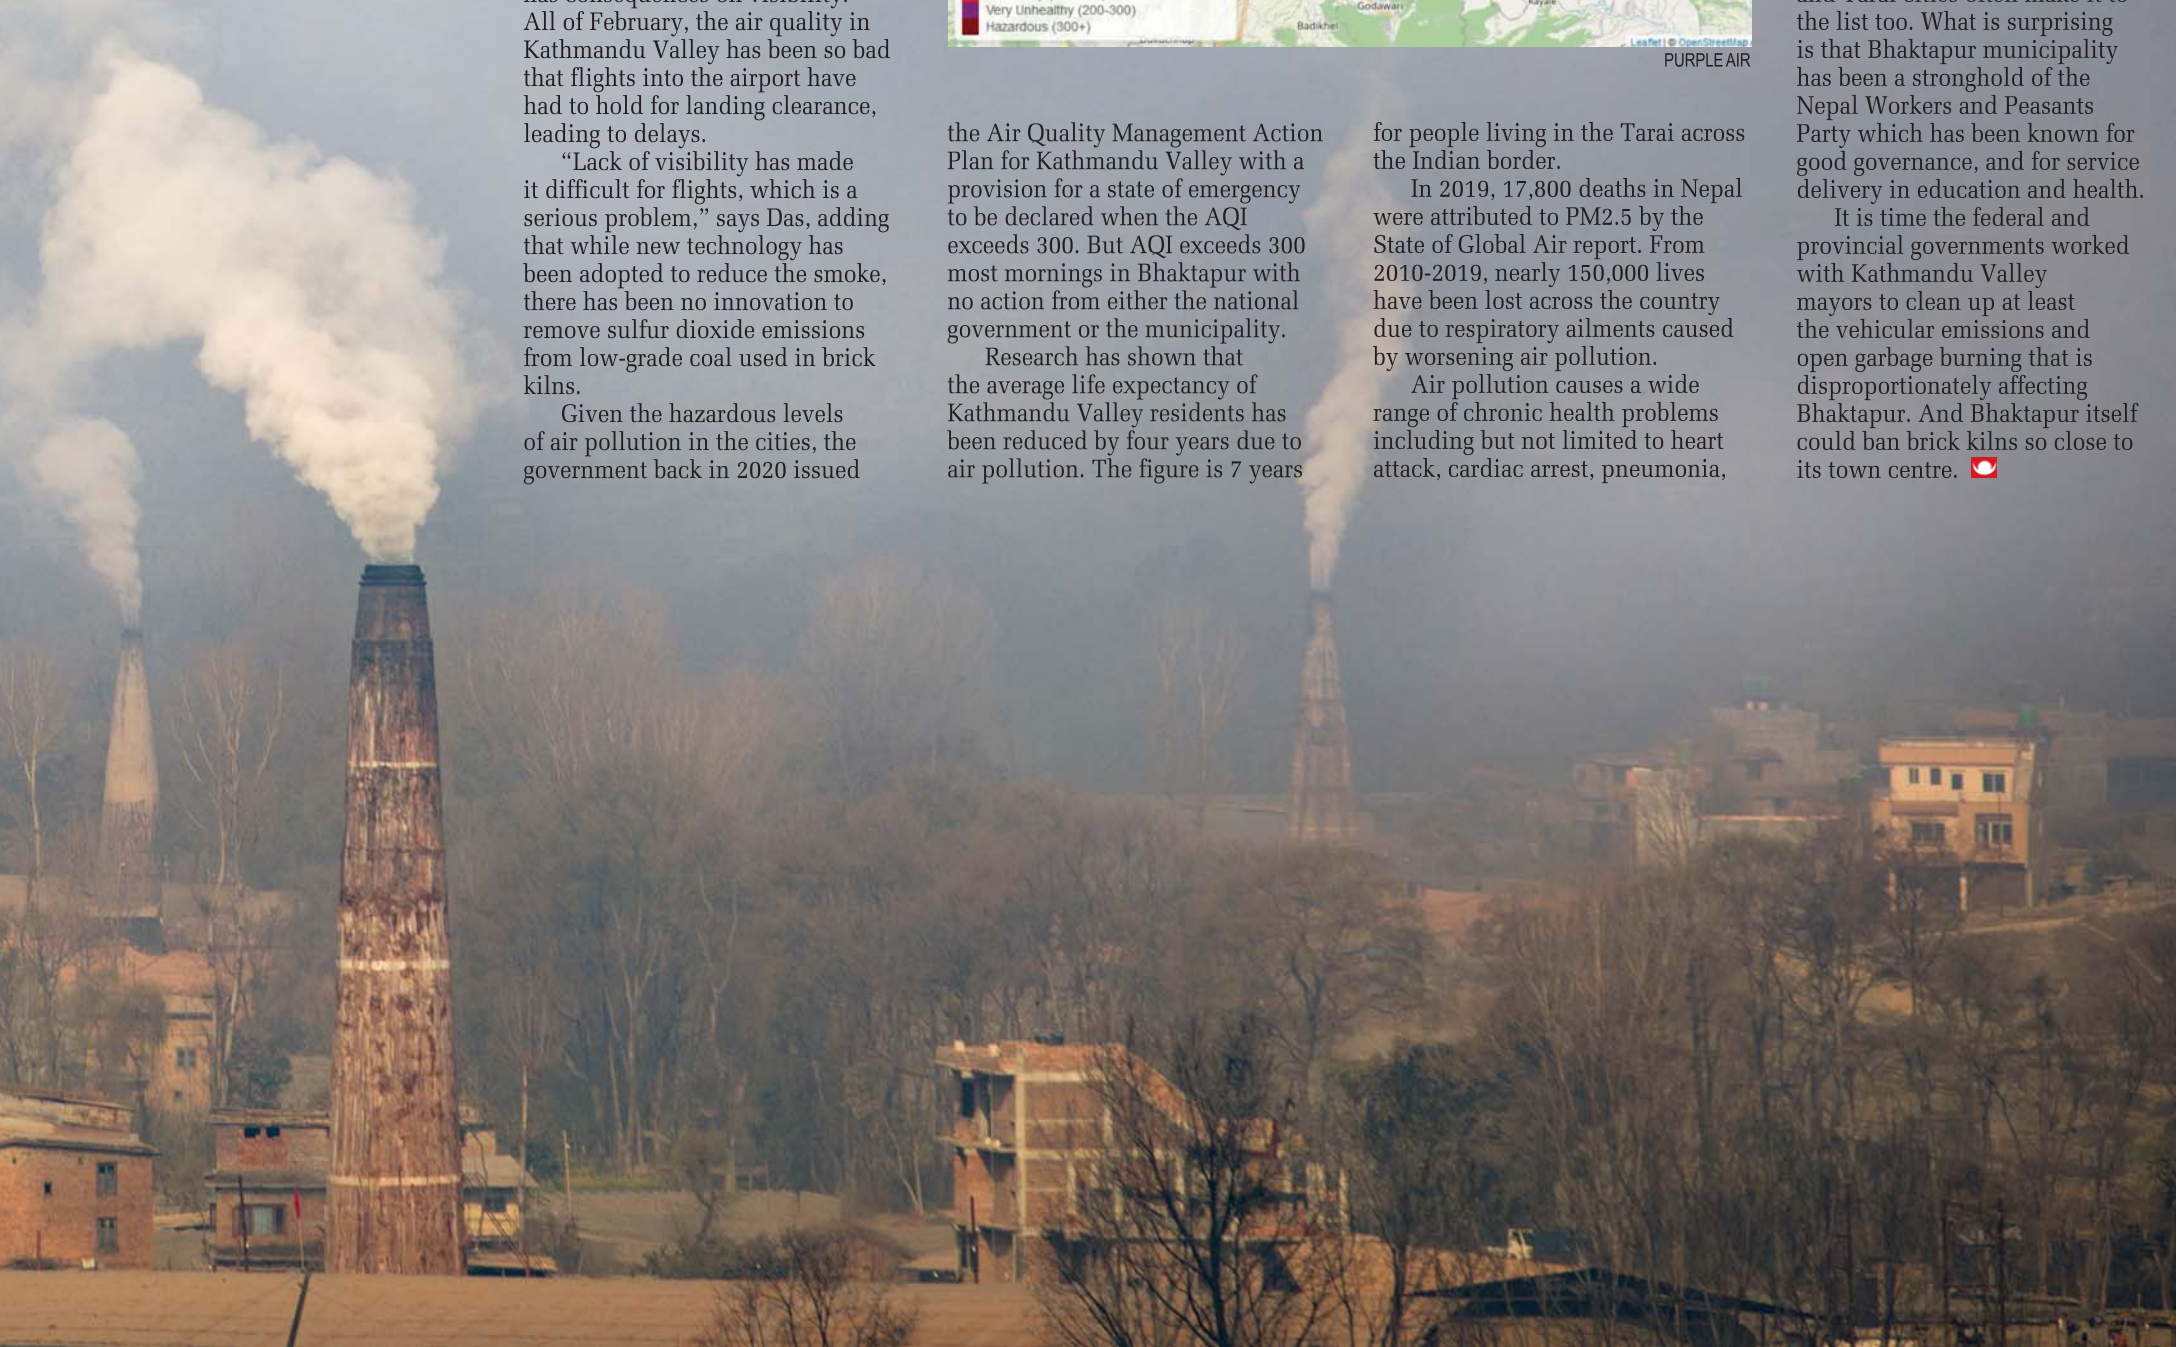 All of February, the air quality in
Kathmandu Valley has been so bad
that flights into the airport have
had to hold for landing clearance,
leading to delays.
“Lack of visibility has made
it difficult for flights, which is a
serious problem,” says Das, adding
that while new technology has
been adopted to reduce the smoke,
there has been no innovation to
remove sulfur dioxide emissions
from low-grade coal used in brick
kilns.
Given the hazardous levels
of air pollution in the cities, the
government back in 2020 issued
Very Unhealthy (200-300)
Hazardous (300+)
Godawari
Badikhel
Leaflet | © OpenStreetMap
PURPLE AIR
the Air Quality Management Action
Plan for Kathmandu Valley with a
provision for a state of emergency
to be declared when the AQI
exceeds 300. But AQI exceeds 300
most mornings in Bhaktapur with
no action from either the national
government or the municipality.
Research has shown that
the average life expectancy of
Kathmandu Valley residents has
been reduced by four years due to
air pollution. The figure is 7 years
for people living in the Tarai across
the Indian border.
In 2019, 17,800 deaths in Nepal
were attributed to PM2.5 by the
State of Global Air report. From
2010-2019, nearly 150,000 lives
have been lost across the country
due to respiratory ailments caused
by worsening air pollution.
Air pollution causes a wide
range of chronic health problems
including but not limited to heart
attack, cardiac arrest, pneumonia,
the list too. What is surprising
is that Bhaktapur municipality
has been a stronghold of the
Nepal Workers and Peasants
Party which has been known for
good governance, and for service
delivery in education and health.
It is time the federal and
provincial governments worked
with Kathmandu Valley
mayors to clean up at least
the vehicular emissions and
open garbage burning that is
disproportionately affecting
Bhaktapur. And Bhaktapur itself
could ban brick kilns so close to
its town centre.